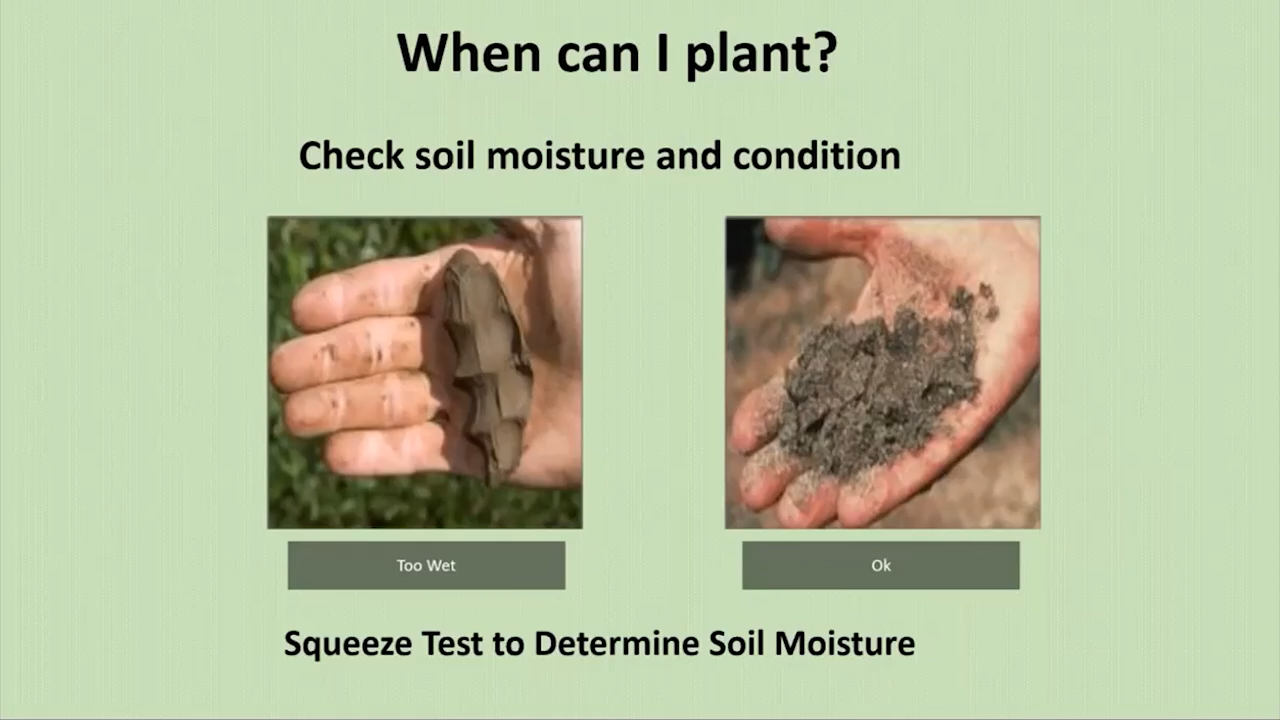 When can I plant?
Check soil moisture and condition
Too Wet
Ok
Squeeze Test to Determine Soil Moisture